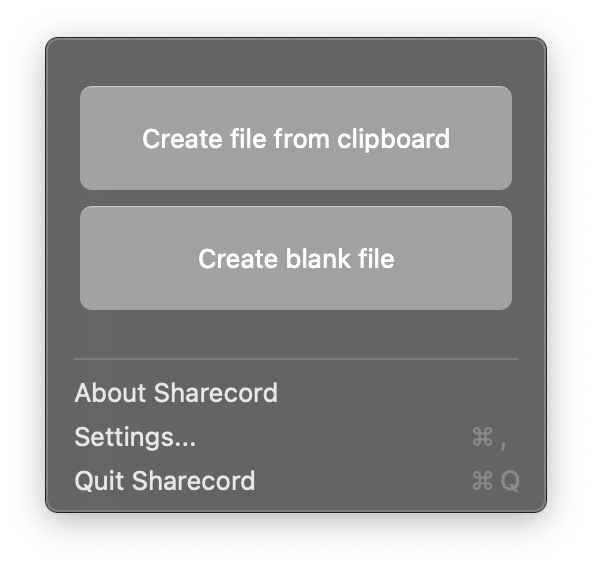 Create file from clipboard
Create blank file
About Sharecord
Settings...
⌘ ,
Quit Sharecord
⌘ Q